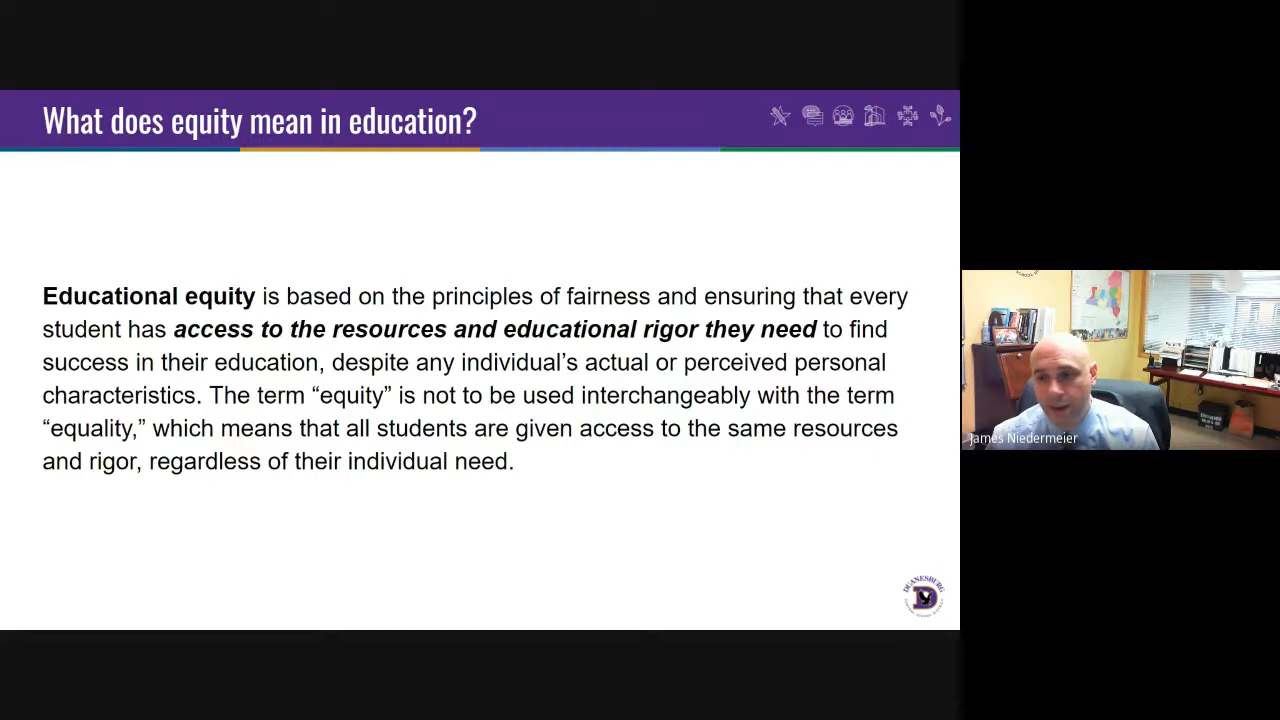 What does equity mean in education?
Educational equity is based on the principles of fairness and ensuring that every
student has access to the resources and educational rigor they need to find
success in their education, despite any individual’s actual or perceived personal
characteristics. The term “equity” is not to be used interchangeably with the term
“equality,” which means that all students are given access to the same resources
and rigor, regardless of their individual need.
DUANESBURG
D
CENTRAL SCHOOL DISTRICT
James Niedermeier